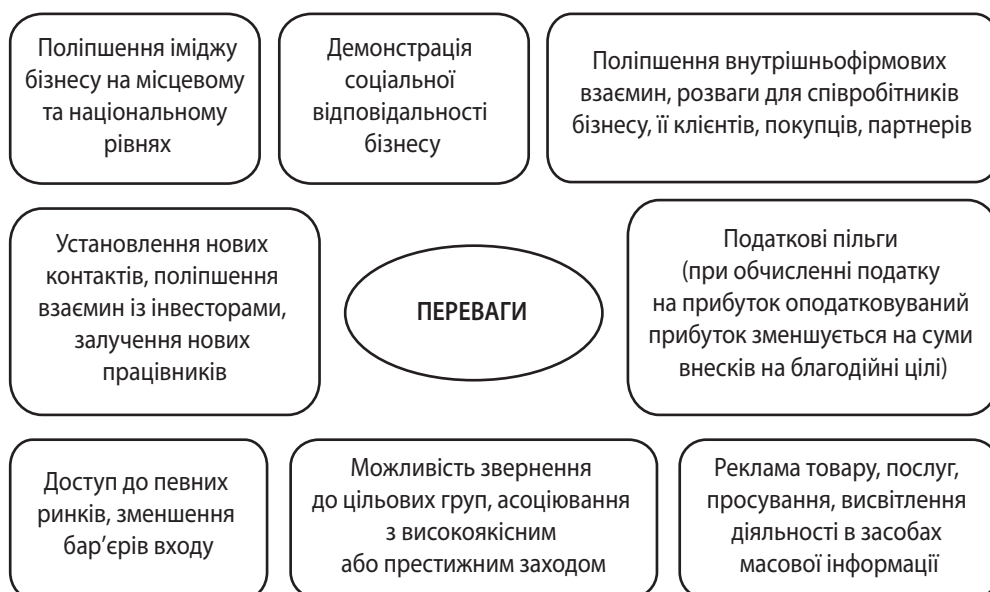 Поліпшення іміджу
бізнесу на місцевому
та національному
рівнях
Демонстрація
соціальної
відповідальності
бізнесу
Поліпшення внутрішньофірмових
взаємин, розваги для співробітників
бізнесу, її клієнтів, покупців, партнерів
Установлення нових
контактів, поліпшення
взаємин із інвесторами,
залучення нових
працівників
ПЕРЕВАГИ
Податкові пільги
(при обчисленні податку
на прибуток оподатковуваний
прибуток зменшується на суми
внесків на благодійні цілі)
Доступ до певних
ринків, зменшення
бар’єрів входу
Можливість звернення
до цільових груп, асоціювання
з високоякісним
або престижним заходом
Реклама товару, послуг,
просування, висвітлення
діяльності в засобах
масової інформації